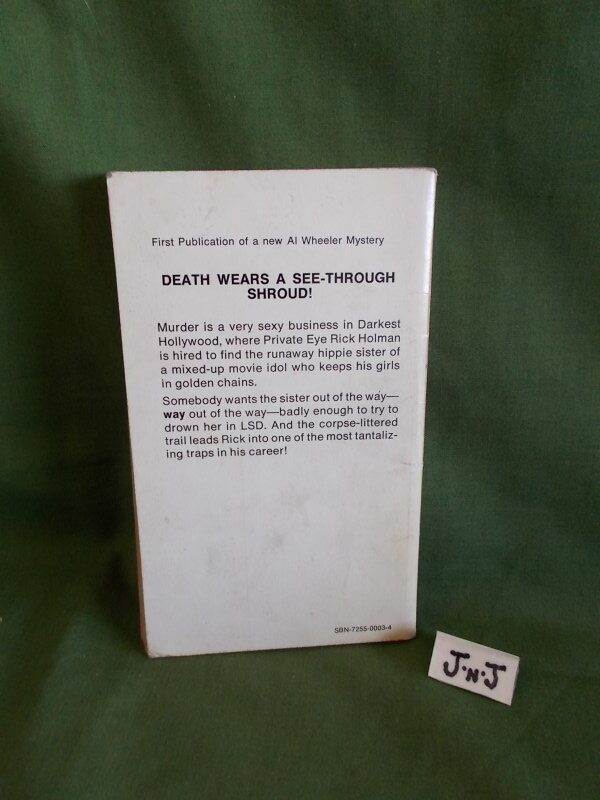 First Publication of a new Al Wheeler Mystery
DEATH WEARS A SEE-THROUGH
SHROUD!
Murder is a very sexy business in Darkest
Hollywood, where Private Eye Rick Holman
is hired to find the runaway hippie sister of
a mixed-up movie idol who keeps his girls
in golden chains.
Somebody wants the sister out of the way—
way out of the way—badly enough to try to
drown her in LSD. And the corpse-littered
trail leads Rick into one of the most tantaliz-
ing traps in his career!
SBN-7255-0003-4
J·N·J